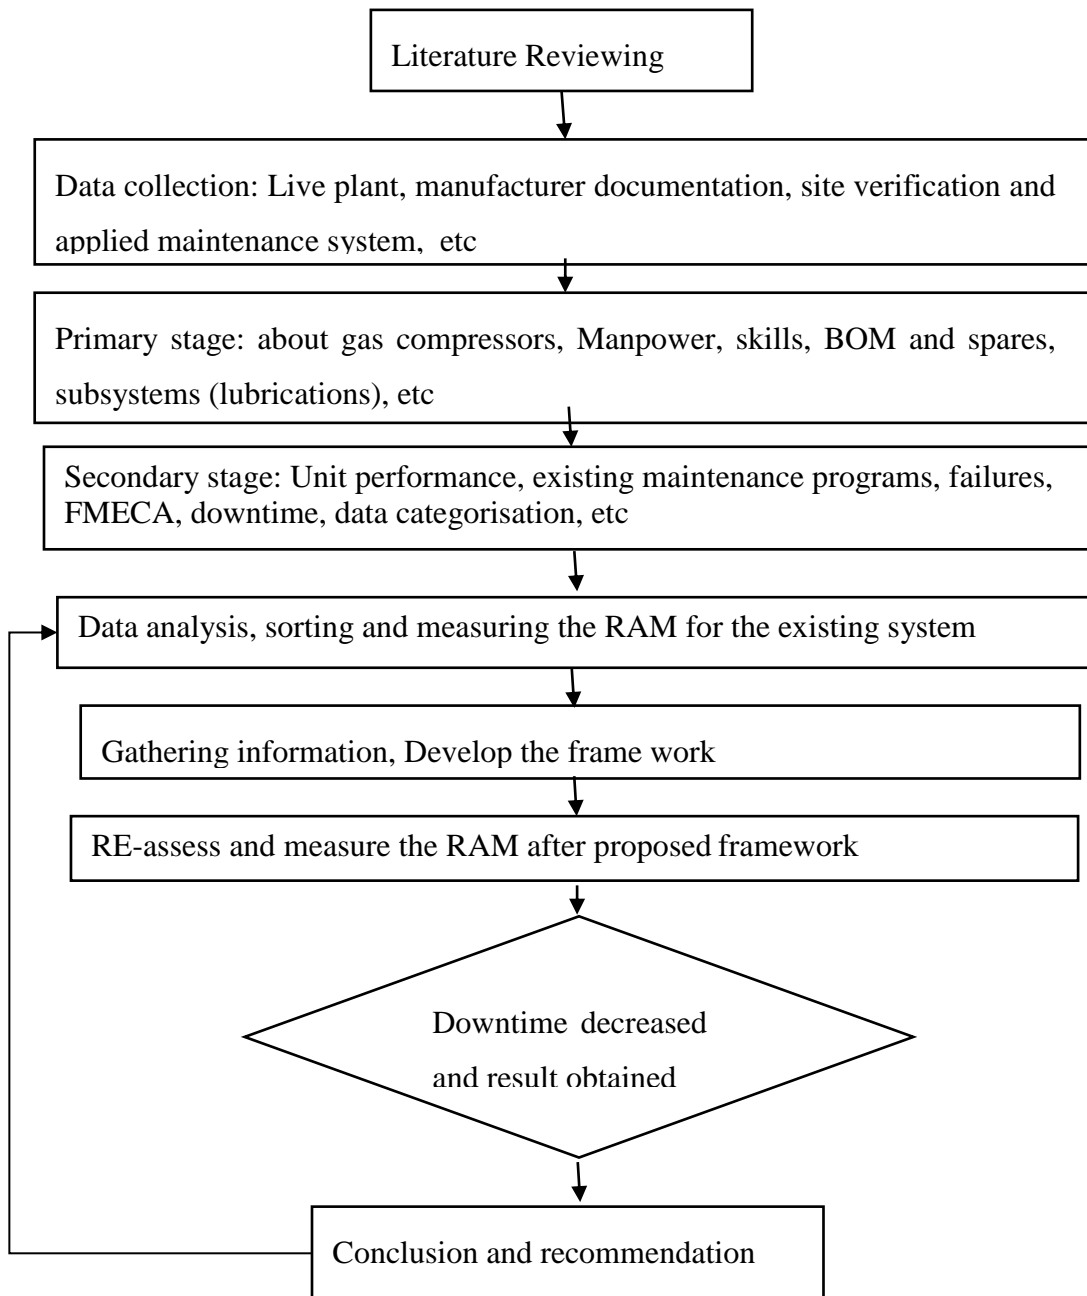 Literature Reviewing
Data collection: Live plant, manufacturer documentation, site verification and
applied maintenance system, etc
Primary stage: about gas compressors, Manpower, skills, BOM and spares,
subsystems (lubrications), etc
Secondary stage: Unit performance, existing maintenance programs, failures,
FMECA, downtime, data categorisation, etc
Data analysis, sorting and measuring the RAM for the existing system
Gathering information, Develop the frame work
RE-assess and measure the RAM after proposed framework
Downtime decreased
and result obtained
Conclusion and recommendation